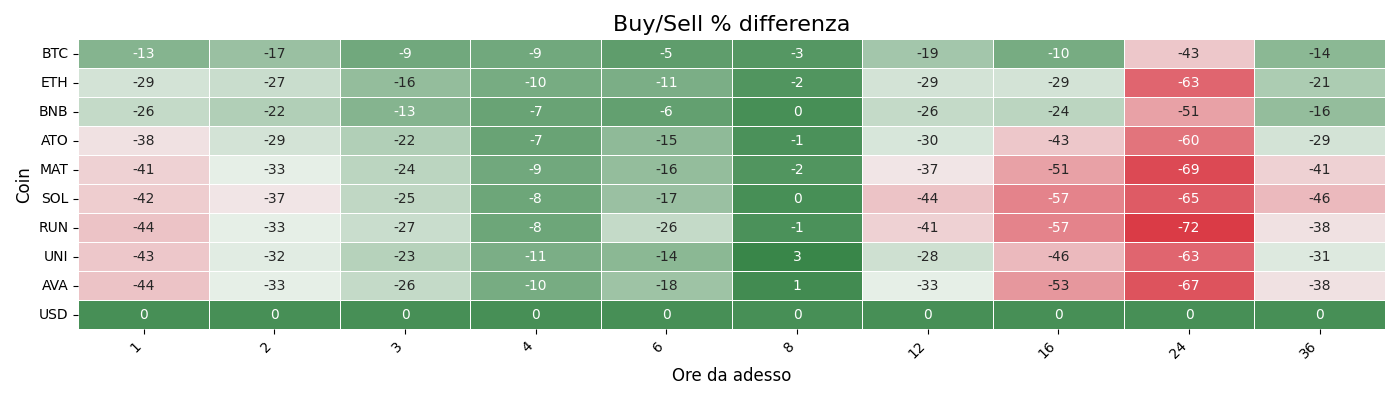 Buy/Sell % differenza
Coin
BTC -13 -17 -9 -9 -5 -3 -19 -10 -43 -14
ETH -29 -27 -16 -10 -11 -2 -29 -29 -63 -21
BNB -26 -22 -13 -7 -6 0 -26 -24 -51 -16
ATO -38 -29 -22 -7 -15 -1 -30 -43 -60 -29
MAT -41 -33 -24 -9 -16 -2 -37 -51 -69 -41
SOL -42 -37 -25 -8 -17 0 -44 -57 -65 -46
RUN -44 -33 -27 -8 -26 -1 -41 -57 -72 -38
UNI -43 -32 -23 -11 -14 3 -28 -46 -63 -31
AVA -44 -33 -26 -10 -18 1 -33 -53 -67 -38
USD 0 0 0 0 0 0 0 0 0 0
1 2 3 4 6 8 12 16 24 36
Ore da adesso